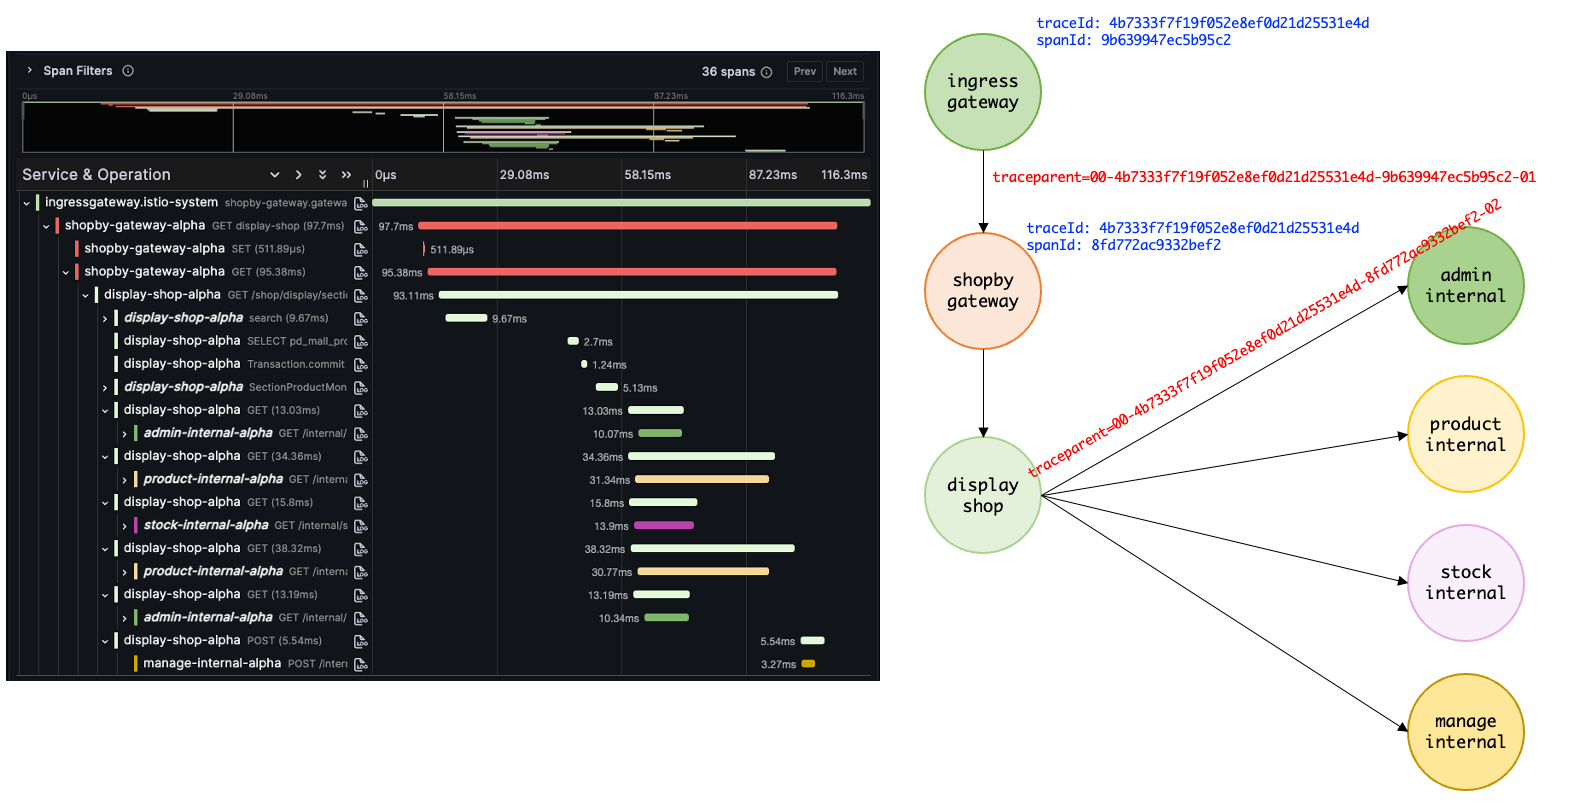 Span Filters
36 spans
Prev
Next
0µs 29.08ms 58.15ms 87.23ms 116.3ms
Service & Operation
0µs 29.08ms 58.15ms 87.23ms 116.3ms
ingressgateway.istio-system shopby-gateway.gatewa
shopby-gateway-alpha GET display-shop (97.7ms) 97.7ms
shopby-gateway-alpha SET (511.89µs) 511.89µs
shopby-gateway-alpha GET (95.38ms) 95.38ms
display-shop-alpha GET /shop/display/secti 93.11ms
display-shop-alpha search (9.67ms) 9.67ms
display-shop-alpha SELECT pd_mall_prc 2.7ms
display-shop-alpha Transaction.commit 1.24ms
display-shop-alpha SectionProductMon 5.13ms
display-shop-alpha GET (13.03ms) 13.03ms
admin-internal-alpha GET /internal/ 10.07ms
display-shop-alpha GET (34.36ms) 34.36ms
product-internal-alpha GET /interna 31.34ms
display-shop-alpha GET (15.8ms) 15.8ms
stock-internal-alpha GET /internal/s 13.9ms
display-shop-alpha GET (38.32ms) 38.32ms
product-internal-alpha GET /interna 30.77ms
display-shop-alpha GET (13.19ms) 13.19ms
admin-internal-alpha GET /internal/ 10.34ms
display-shop-alpha POST (5.54ms) 5.54ms
manage-internal-alpha POST /interr 3.27ms
traceId: 4b7333f7f19f052e8ef0d21d25531e4d
spanId: 9b639947ec5b95c2
ingress
gateway
traceparent=00-4b7333f7f19f052e8ef0d21d25531e4d-9b639947ec5b95c2-01
traceId: 4b7333f7f19f052e8ef0d21d25531e4d
spanId: 8fd772ac9332bef2
shopby
gateway
traceparent=00-4b7333f7f19f052e8ef0d21d25531e4d-8fd772ac9332bef2-02
display
shop
admin
internal
product
internal
stock
internal
manage
internal